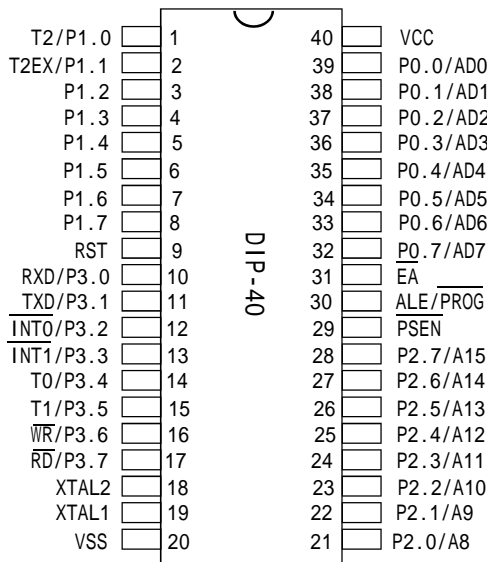 T2/P1.0 1 40 VCC
T2EX/P1.1 2 39 P0.0/AD0
P1.2 3 38 P0.1/AD1
P1.3 4 37 P0.2/AD2
P1.4 5 36 P0.3/AD3
P1.5 6 35 P0.4/AD4
P1.6 7 34 P0.5/AD5
P1.7 8 33 P0.6/AD6
RST 9 32 P0.7/AD7
RXD/P3.0 10 31 E̅A̅
TXD/P3.1 11 30 ALE/P̅R̅O̅G̅
I̅N̅T̅0̅/P3.2 12 29 P̅S̅E̅N̅
I̅N̅T̅1̅/P3.3 13 28 P2.7/A15
T0/P3.4 14 27 P2.6/A14
T1/P3.5 15 26 P2.5/A13
W̅R̅/P3.6 16 25 P2.4/A12
R̅D̅/P3.7 17 24 P2.3/A11
XTAL2 18 23 P2.2/A10
XTAL1 19 22 P2.1/A9
VSS 20 21 P2.0/A8
DIP-40